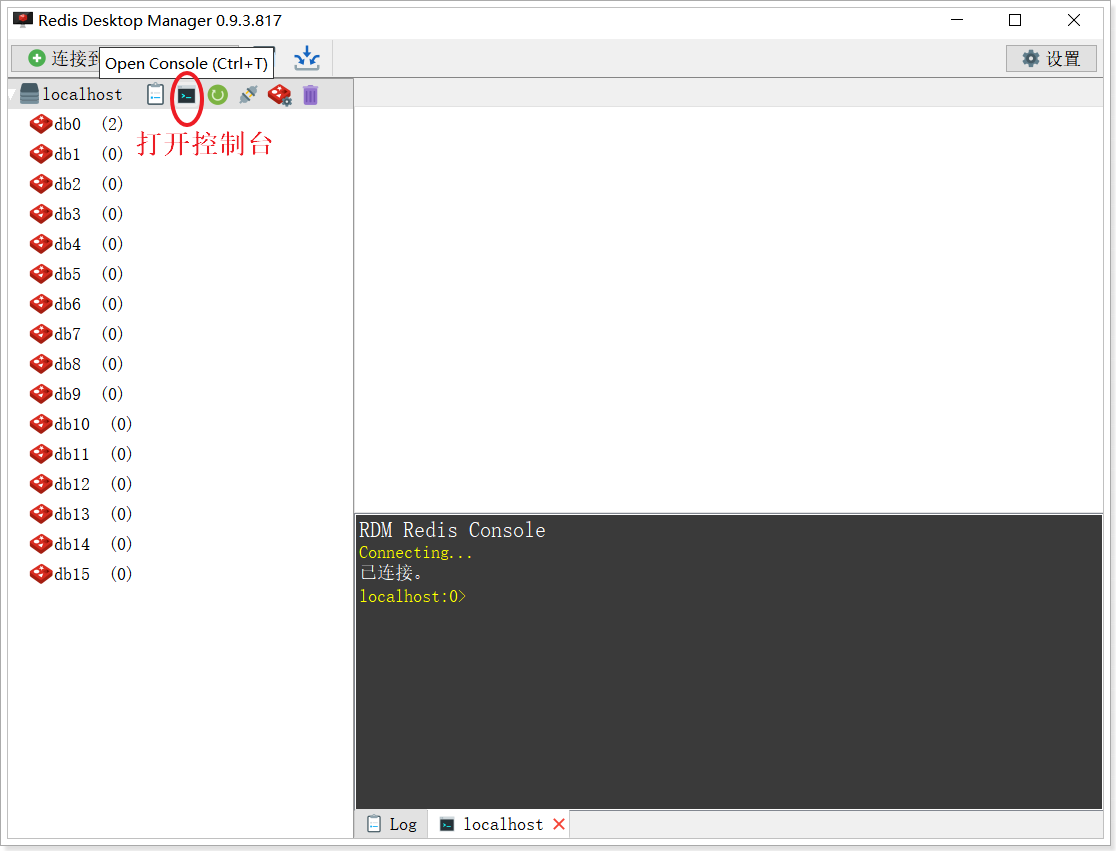 Redis Desktop Manager 0.9.3.817
连接到
Open Console (Ctrl+T)
设置
localhost
打开控制台
db0 (2)
db1 (0)
db2 (0)
db3 (0)
db4 (0)
db5 (0)
db6 (0)
db7 (0)
db8 (0)
db9 (0)
db10 (0)
db11 (0)
db12 (0)
db13 (0)
db14 (0)
db15 (0)
RDM Redis Console
Connecting...
已连接。
localhost:0>
Log
localhost